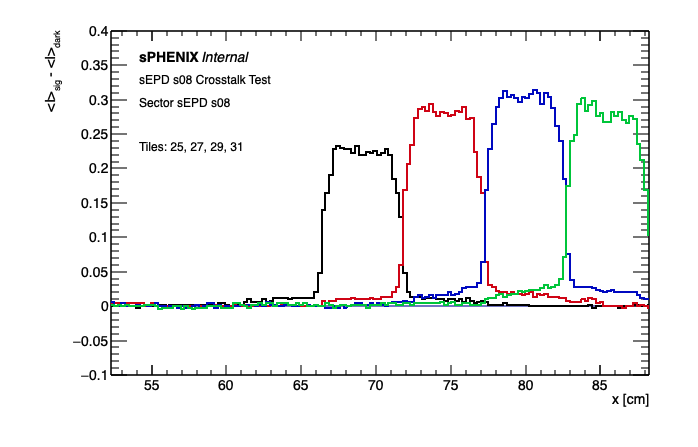 <I>sig - <I>dark
sPHENIX Internal
sEPD s08 Crosstalk Test
Sector sEPD s08
Tiles: 25, 27, 29, 31
0.4
0.35
0.3
0.25
0.2
0.15
0.1
0.05
0
−0.05
−0.1
55 60 65 70 75 80 85
x [cm]